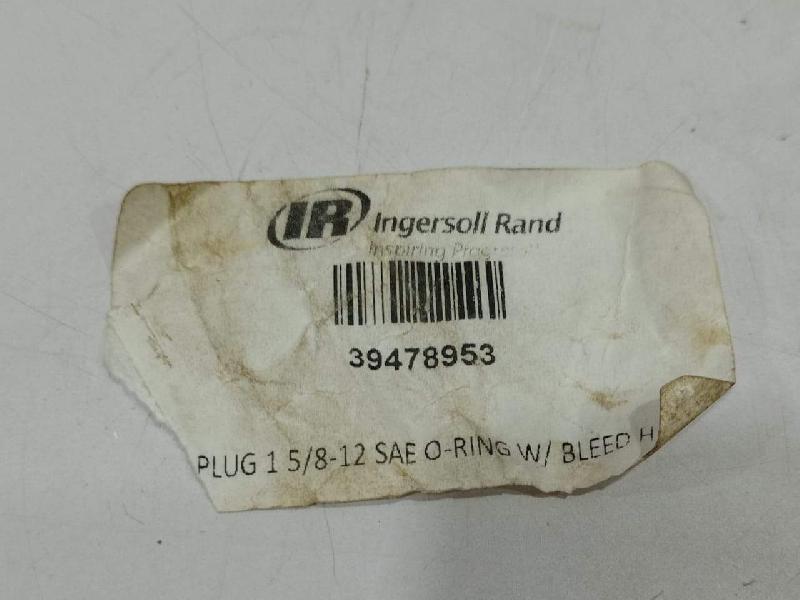 IR Ingersoll Rand
Inspiring Progress
39478953
PLUG 1 5/8-12 SAE O-RING W/ BLEED H